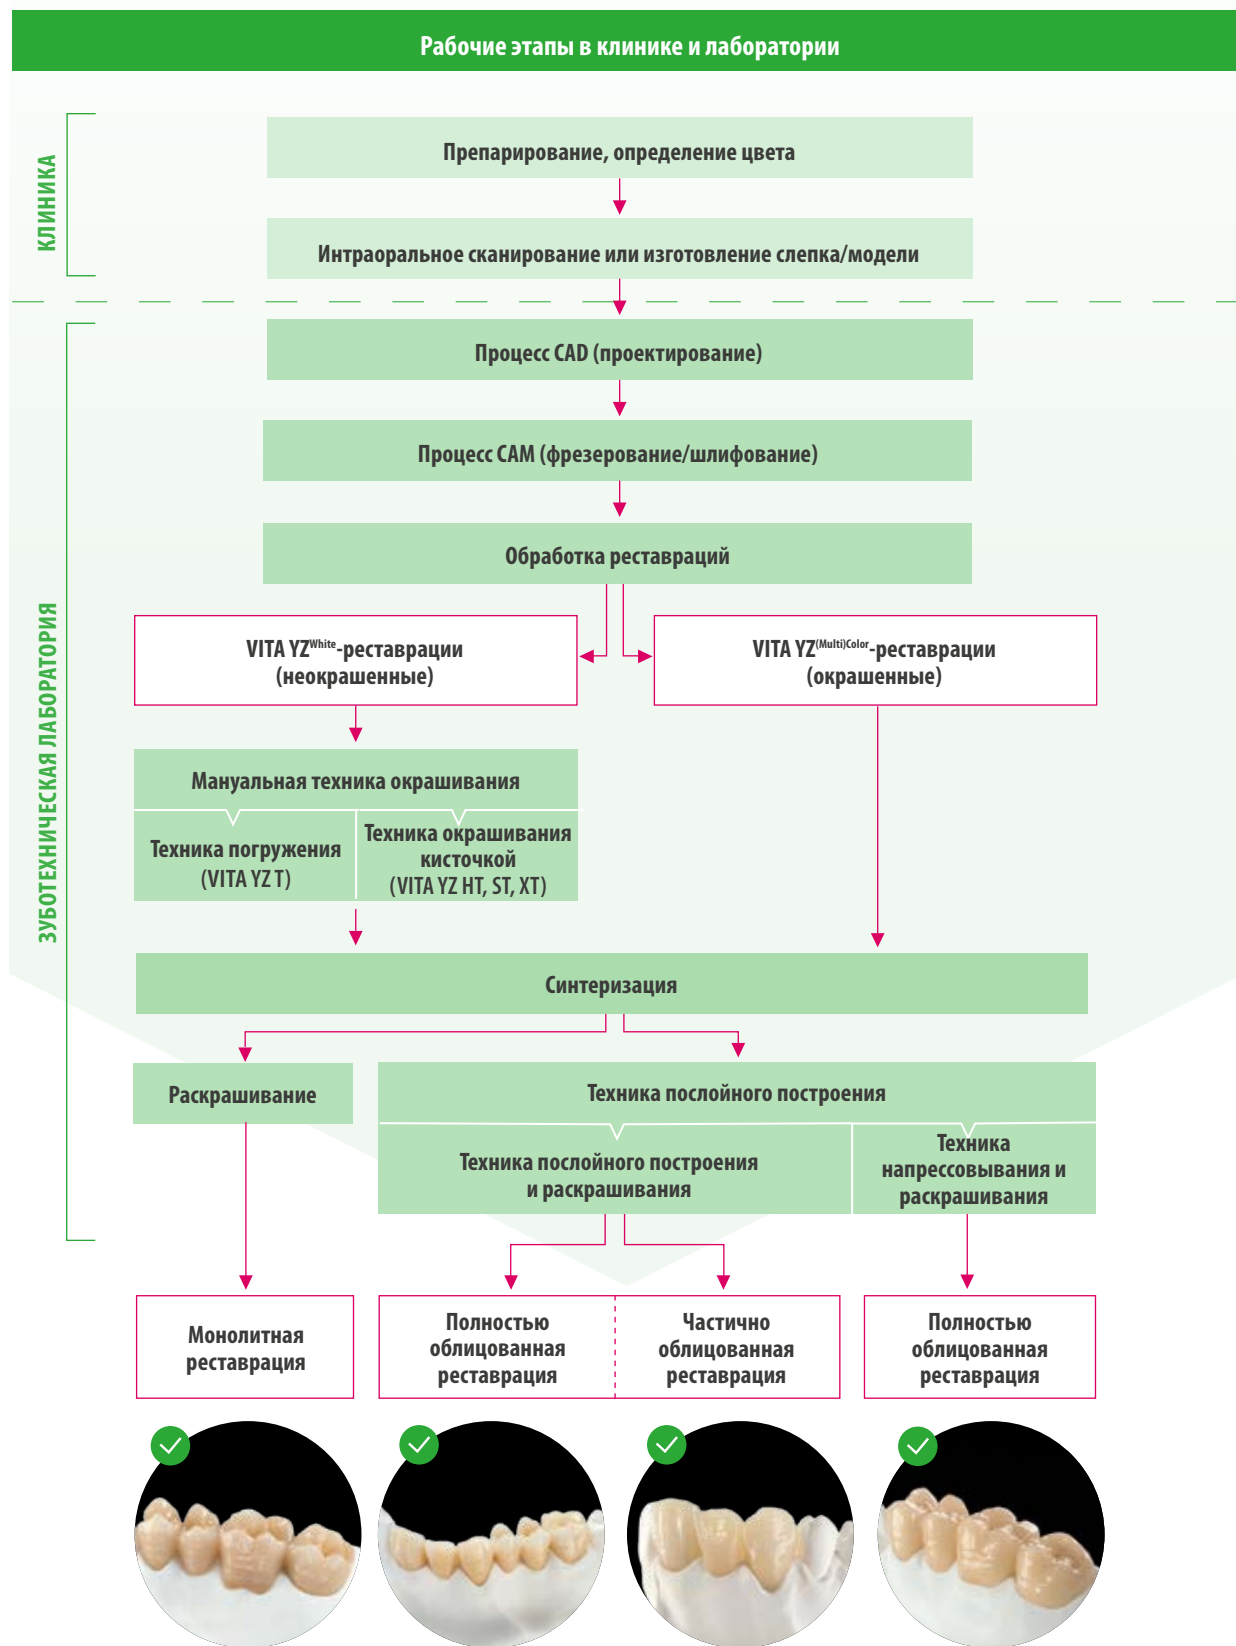 Рабочие этапы в клинике и лаборатории
КЛИНИКА
Препарирование, определение цвета
Интраоральное сканирование или изготовление слепка/модели
ЗУБОТЕХНИЧЕСКАЯ ЛАБОРАТОРИЯ
Процесс CAD (проектирование)
Процесс CAM (фрезерование/шлифование)
Обработка реставраций
VITA YZWhite-реставрации
(неокрашенные)
VITA YZ(Multi)Color-реставрации
(окрашенные)
Мануальная техника окрашивания
Техника погружения
(VITA YZ T)
Техника окрашивания
кисточкой
(VITA YZ HT, ST, XT)
Синтеризация
Раскрашивание
Техника послойного построения
Техника послойного построения
и раскрашивания
Техника
напрессовывания и
раскрашивания
Монолитная
реставрация
Полностью
облицованная
реставрация
Частично
облицованная
реставрация
Полностью
облицованная
реставрация